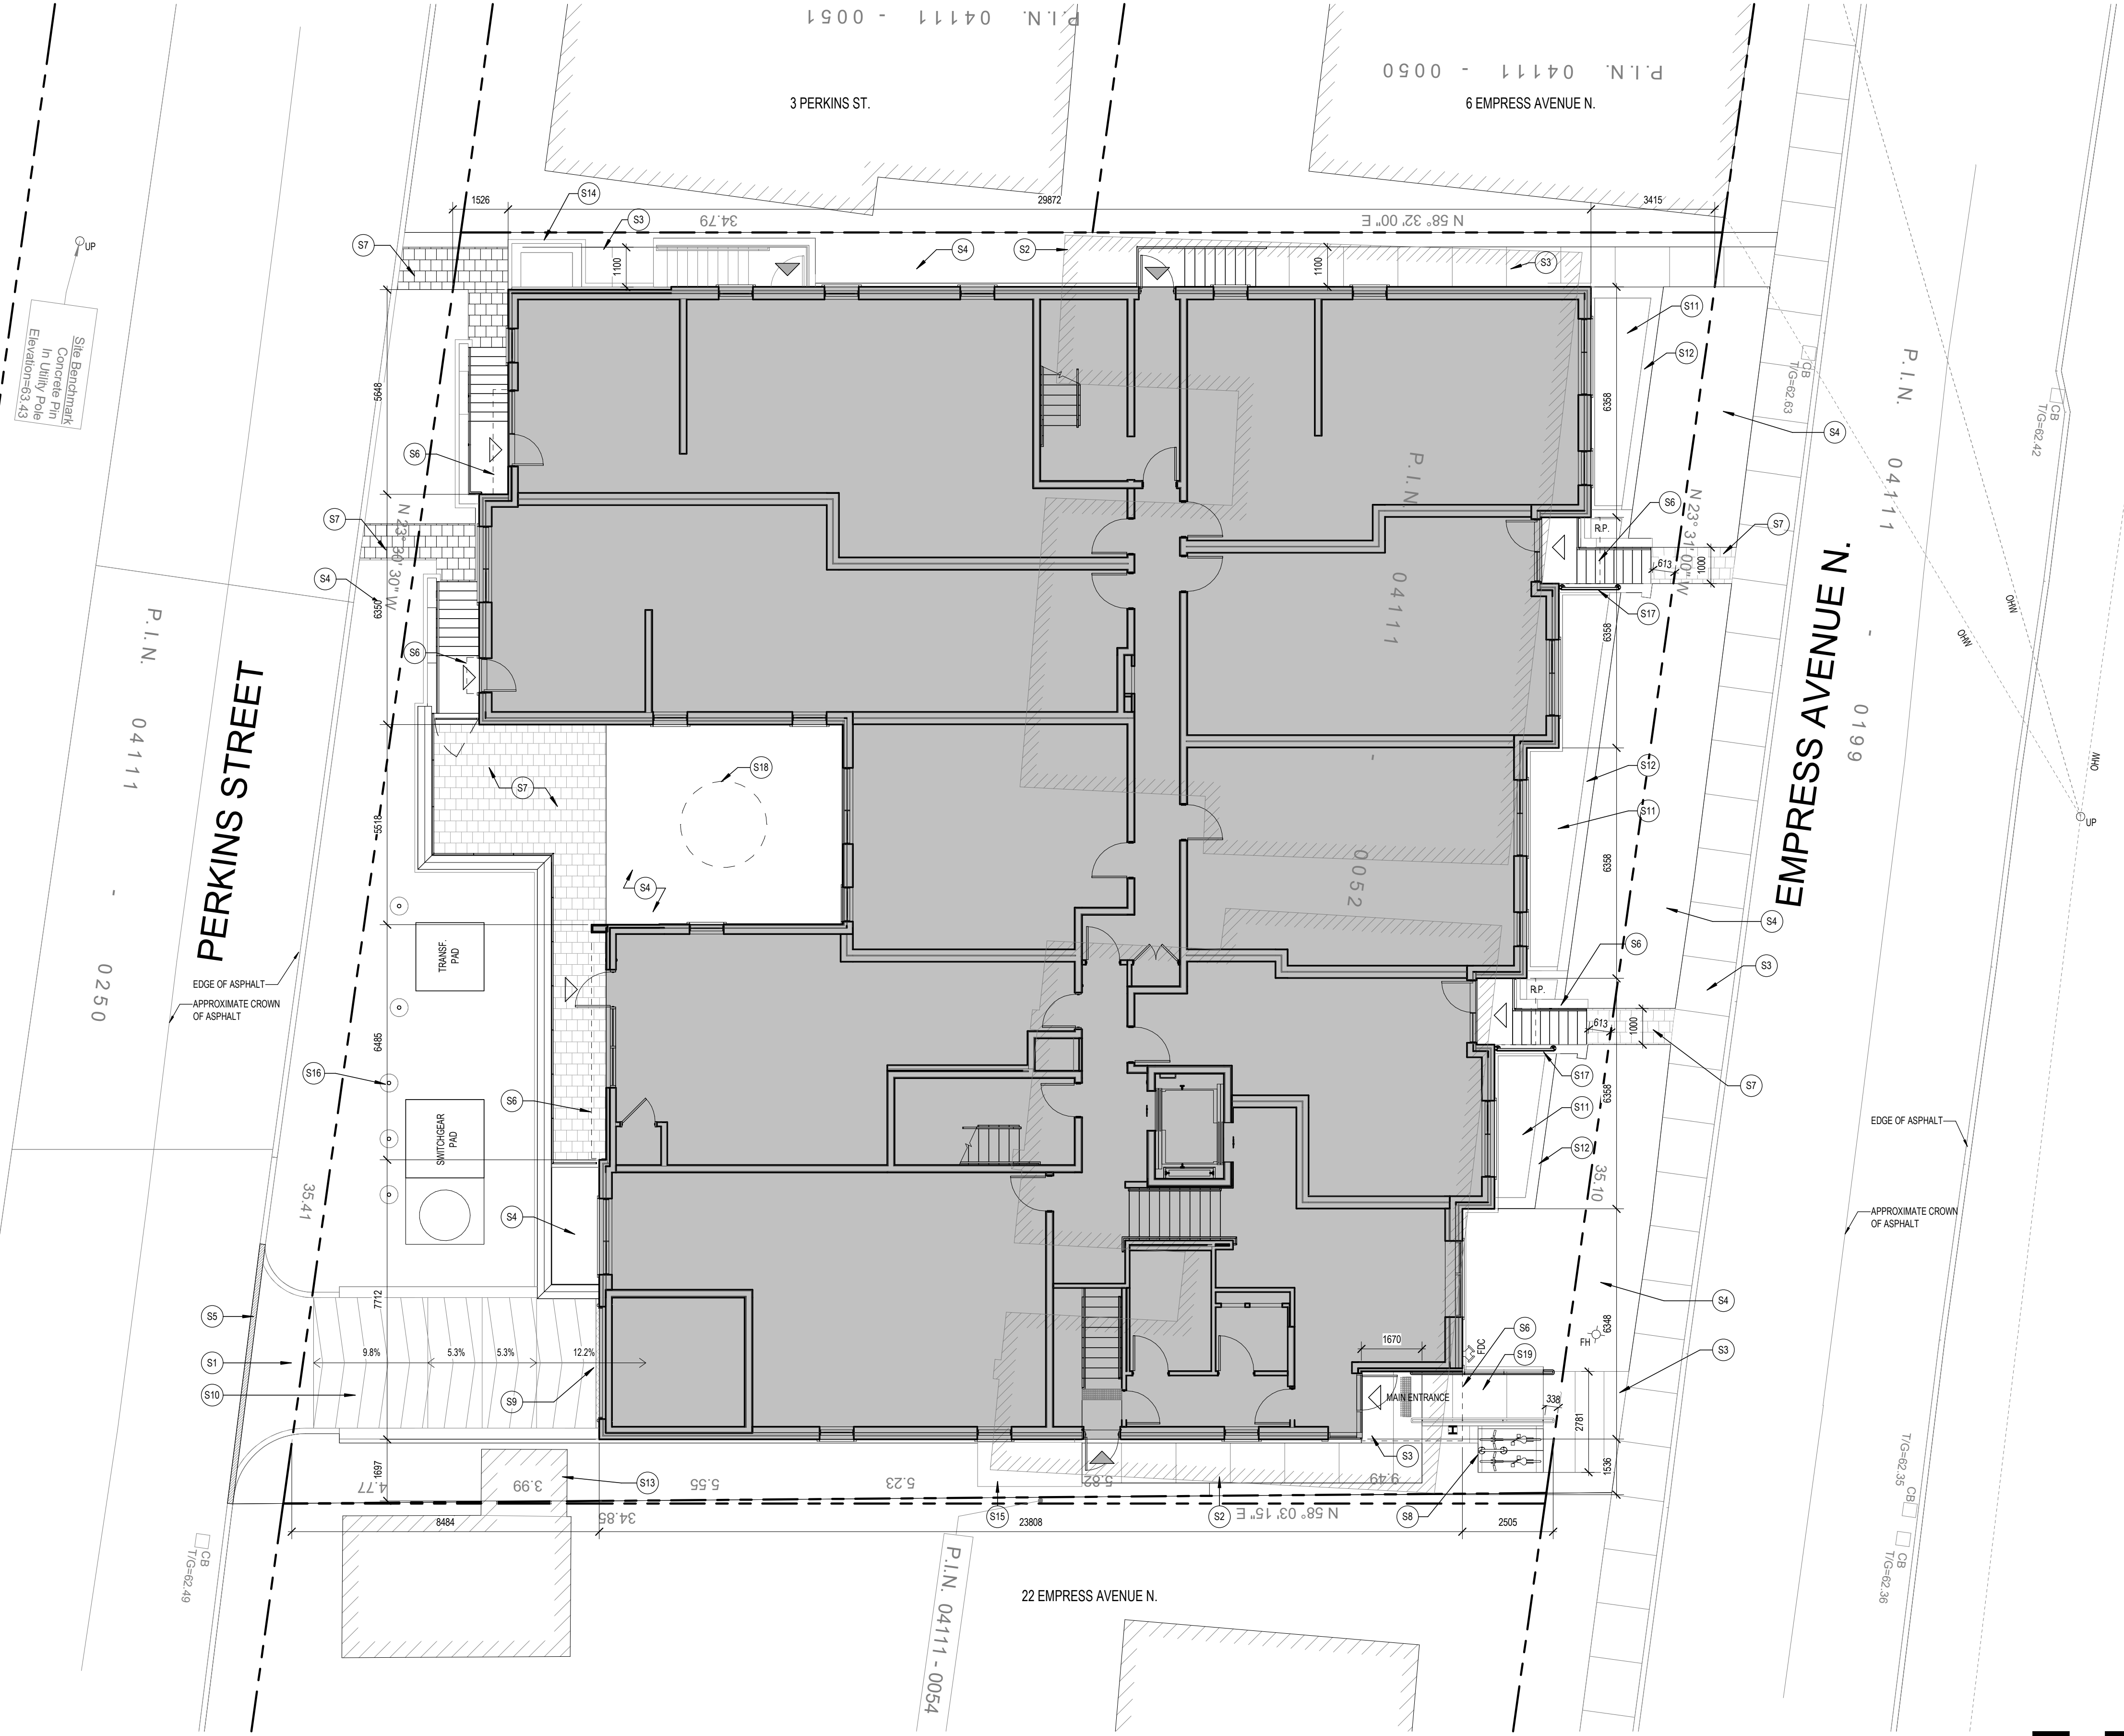 P.I.N. 04111 - 0051
P.I.N. 04111 - 0050
3 PERKINS ST.
6 EMPRESS AVENUE N.
1526
29872
3415
S14
S3
34.79
N 58° 32' 00" E
UP
S7
1100
S4
S2
1100
S3
Site Benchmark
Concrete Pin
In Utility Pole
Elevation=63.43
5648
S6
S11
S12
6358
CB
T/G=62.63
P.I.N. 04111 - 0199
CB
T/G=62.42
S4
P.I.N. 04111 - 0052
S7
N 23° 30' 30" W
S4
6350
S6
R.P.
S6
N 23° 31' 00" W
S7
613
1000
S17
6358
OHW
OHW
OHW
UP
P.I.N. 04111 - 0250
PERKINS STREET
EMPRESS AVENUE N.
S7
S18
5518
S4
S12
S11
6358
S4
S6
S3
TRANSF.
PAD
EDGE OF ASPHALT
APPROXIMATE CROWN
OF ASPHALT
R.P.
613
1000
S7
6485
S16
S6
S17
6358
S11
S12
SWITCHGEAR
PAD
EDGE OF ASPHALT
35.41
S4
35.10
APPROXIMATE CROWN
OF ASPHALT
S5
7712
S4
6348
FH
S6
S19
FDC
1670
S3
S1
9.8%
5.3%
5.3%
12.2%
S10
S9
MAIN ENTRANCE
338
2781
S3
H
1697
4.77
3.99
S13
5.55
5.23
5.82
9.49
1536
S15
S2
N 58° 03' 15" E
S8
34.85
8484
23808
2505
CB
T/G=62.49
T/G=62.35
CB
CB
T/G=62.36
P.I.N. 04111 - 0054
22 EMPRESS AVENUE N.